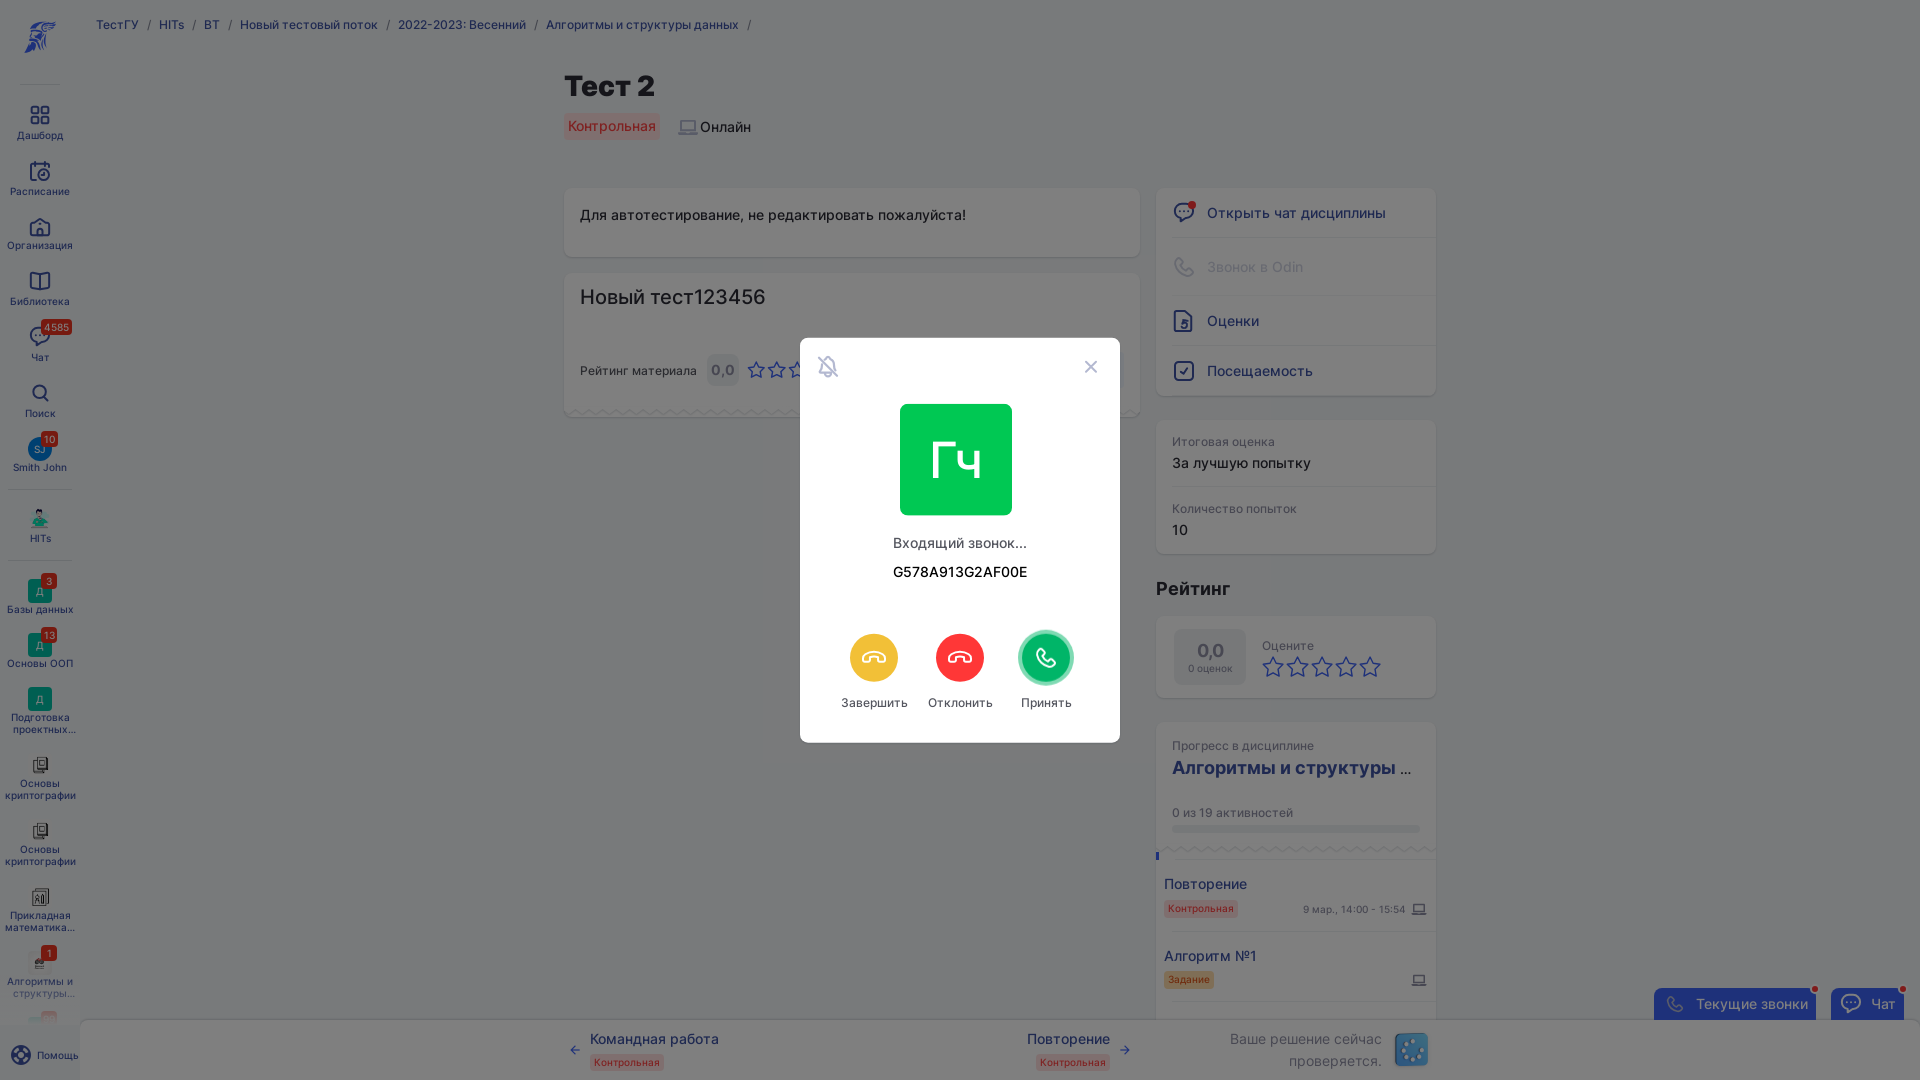 ТестГУ / HITs / ВТ / Новый тестовый поток / 2022-2023: Весенний / Алгоритмы и структуры данных /
Дашборд
Расписание
Организация
Библиотека
4585
Чат
Поиск
10
SJ
Smith John
HITs
3
Д
Базы данных
13
Д
Основы ООП
Д
Подготовка
проектных...
Основы
криптографии
Основы
криптографии
Прикладная
математика...
1
Алгоритмы и
структуры...
Помощь
Тест 2
Контрольная
Онлайн
Для автотестирование, не редактировать пожалуйста!
Новый тест123456
Рейтинг материала 0,0
Гч
Входящий звонок...
G578A913G2AF00E
Завершить
Отклонить
Принять
Открыть чат дисциплины
Звонок в Odin
Оценки
Посещаемость
Итоговая оценка
За лучшую попытку
Количество попыток
10
Рейтинг
0,0
0 оценок
Оцените
Прогресс в дисциплине
Алгоритмы и структуры ...
0 из 19 активностей
Повторение
Контрольная
9 мар., 14:00 - 15:54
Алгоритм №1
Задание
Текущие звонки
Чат
Командная работа
Контрольная
Повторение
Контрольная
Ваше решение сейчас
проверяется.